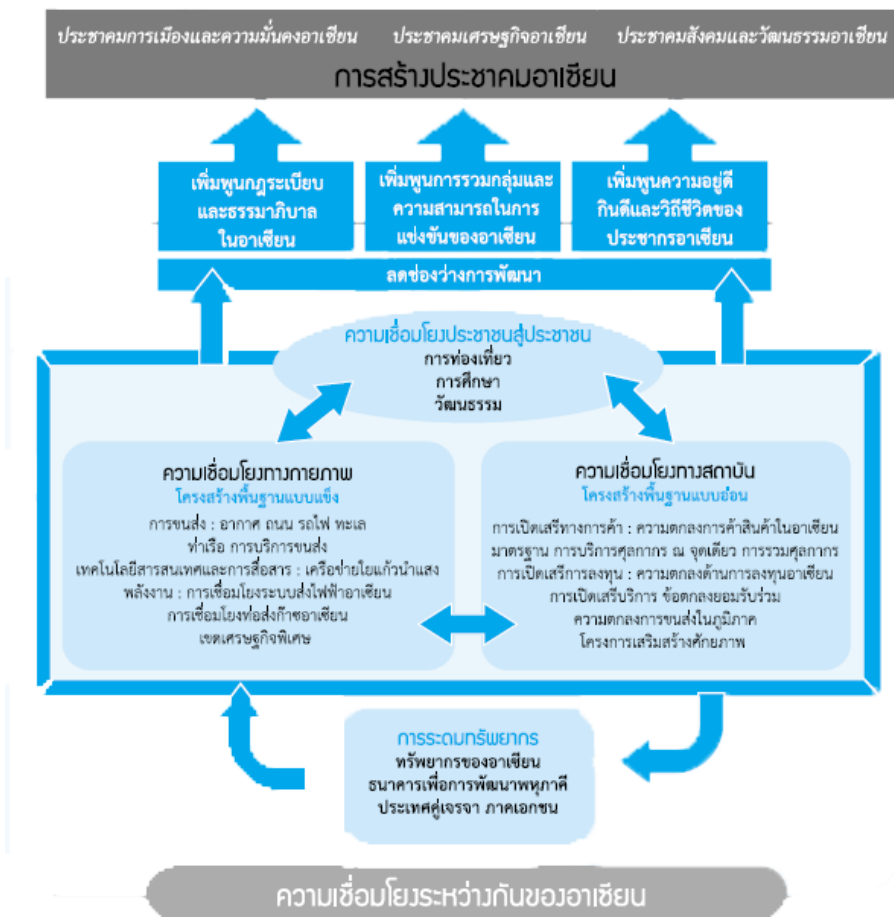 ประชาคมการเมืองและความมั่นคงอาเซียน ประชาคมเศรษฐกิจอาเซียน ประชาคมสังคมและวัฒนธรรมอาเซียน
การสร้างประชาคมอาเซียน
เพิ่มพูนกฎระเบียบ
และธรรมาภิบาล
ในอาเซียน
เพิ่มพูนการรวมกลุ่มและ
ความสามารถในการ
แข่งขันของอาเซียน
เพิ่มพูนความอยู่ดี
กินดีและวิถีชีวิตของ
ประชากรอาเซียน
ลดช่องว่างการพัฒนา
ความเชื่อมโยงประชาชนสู่ประชาชน
การท่องเที่ยว
การศึกษา
วัฒนธรรม
ความเชื่อมโยงทางกายภาพ
โครงสร้างพื้นฐานแบบแข็ง
การขนส่ง : อากาศ ถนน รถไฟ ทะเล
ท่าเรือ การบริการขนส่ง
เทคโนโลยีสารสนเทศและการสื่อสาร : เครือข่ายใยแก้วนำแสง
พลังงาน : การเชื่อมโยงระบบส่งไฟฟ้าอาเซียน
การเชื่อมโยงท่อส่งก๊าซอาเซียน
เขตเศรษฐกิจพิเศษ
ความเชื่อมโยงทางสถาบัน
โครงสร้างพื้นฐานแบบอ่อน
การเปิดเสรีทางการค้า : ความตกลงการค้าสินค้าในอาเซียน
มาตรฐาน การบริการศุลกากร ณ จุดเดียว การรวมศุลกากร
การเปิดเสรีการลงทุน : ความตกลงด้านการลงทุนอาเซียน
การเปิดเสรีบริการ ข้อตกลงยอมรับร่วม
ความตกลงการขนส่งในภูมิภาค
โครงการเสริมสร้างศักยภาพ
การระดมทรัพยากร
ทรัพยากรของอาเซียน
ธนาคารเพื่อการพัฒนาพหุภาคี
ประเทศคู่เจรจา ภาคเอกชน
ความเชื่อมโยงระหว่างกันของอาเซียน